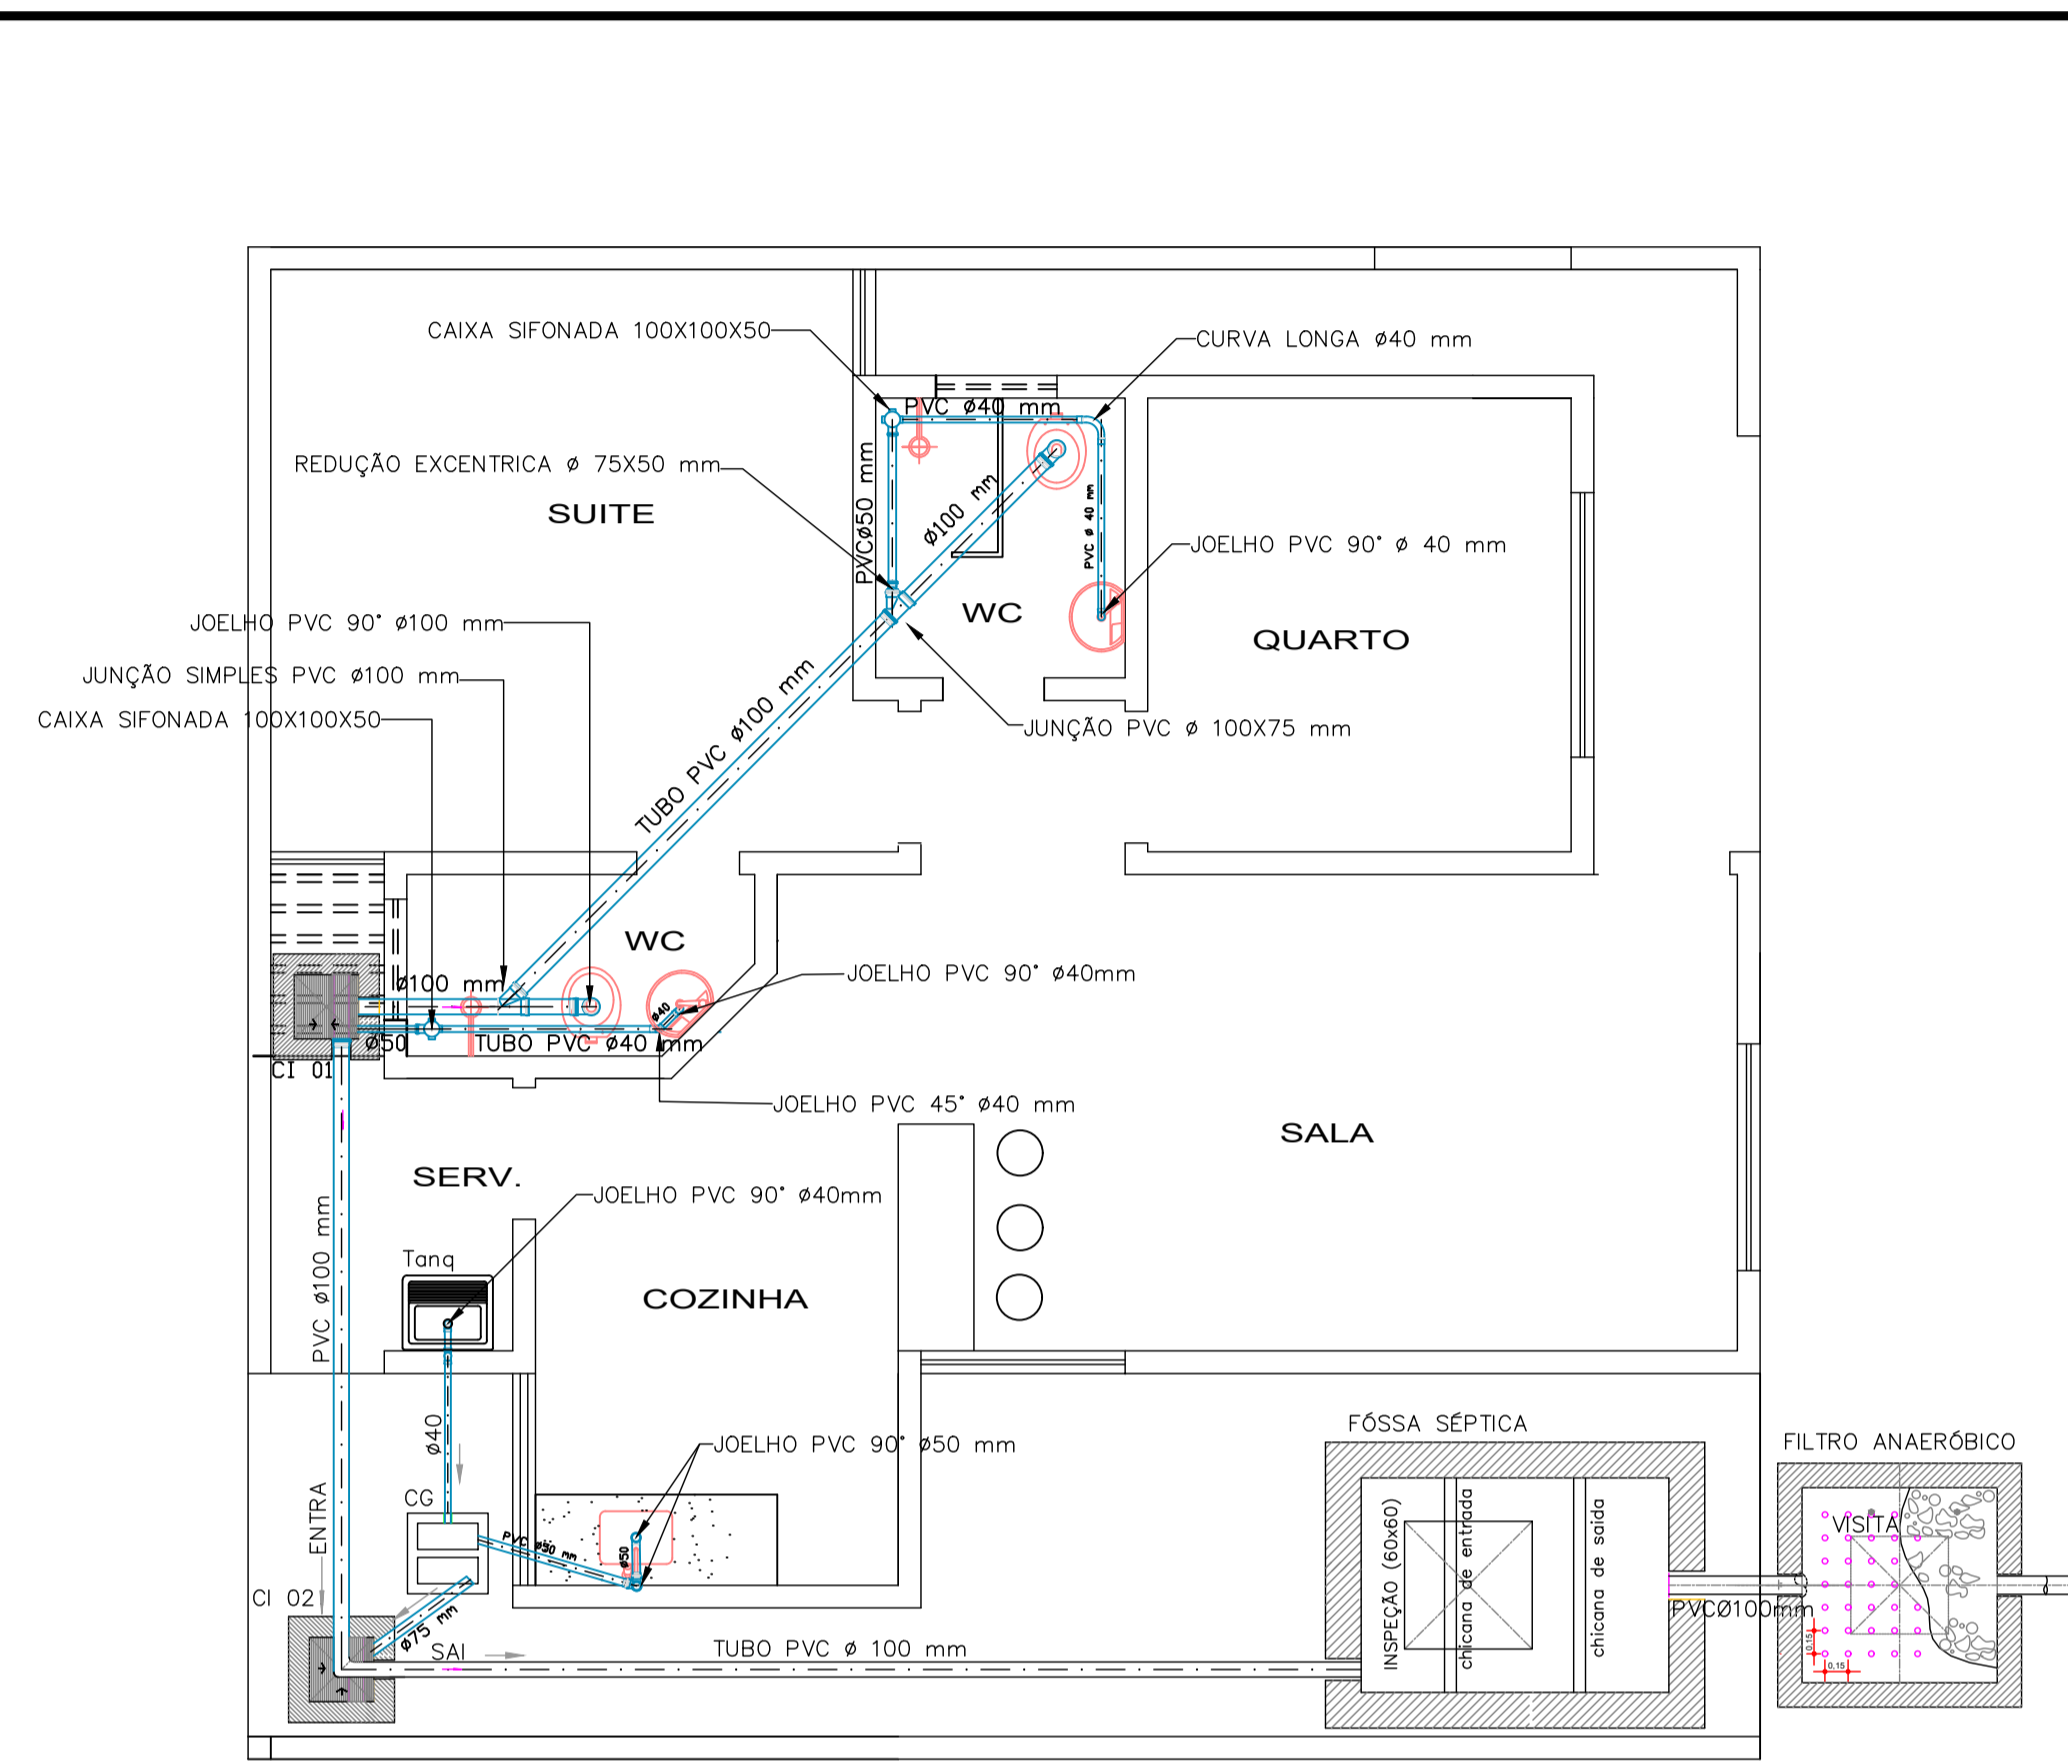 CAIXA SIFONADA 100X100X50
CURVA LONGA ø40 mm
PVC ø40 mm
REDUÇÃO EXCENTRICA ø 75X50 mm
SUITE
PVCø50 mm
ø100 mm
PVC ø 40 mm
JOELHO PVC 90° ø 40 mm
WC
QUARTO
JOELHO PVC 90° ø100 mm
JUNÇÃO SIMPLES PVC ø100 mm
CAIXA SIFONADA 100X100X50
JUNÇÃO PVC ø 100X75 mm
TUBO PVC ø100 mm
WC
JOELHO PVC 90° ø40mm
ø100 mm
ø40
ø50
TUBO PVC ø40 mm
CI 01
JOELHO PVC 45° ø40 mm
SALA
SERV.
JOELHO PVC 90° ø40mm
PVC ø100 mm
Tanq
COZINHA
ø40
JOELHO PVC 90° ø50 mm
FÓSSA SÉPTICA
FILTRO ANAERÓBICO
ENTRA
CG
PVC ø50 mm
ø50
INSPEÇÃO (60x60)
chicana de entrada
chicana de saida
VISITA
CI 02
ø75 mm
SAI
TUBO PVC ø 100 mm
PVCØ100mm
0,15
0,15